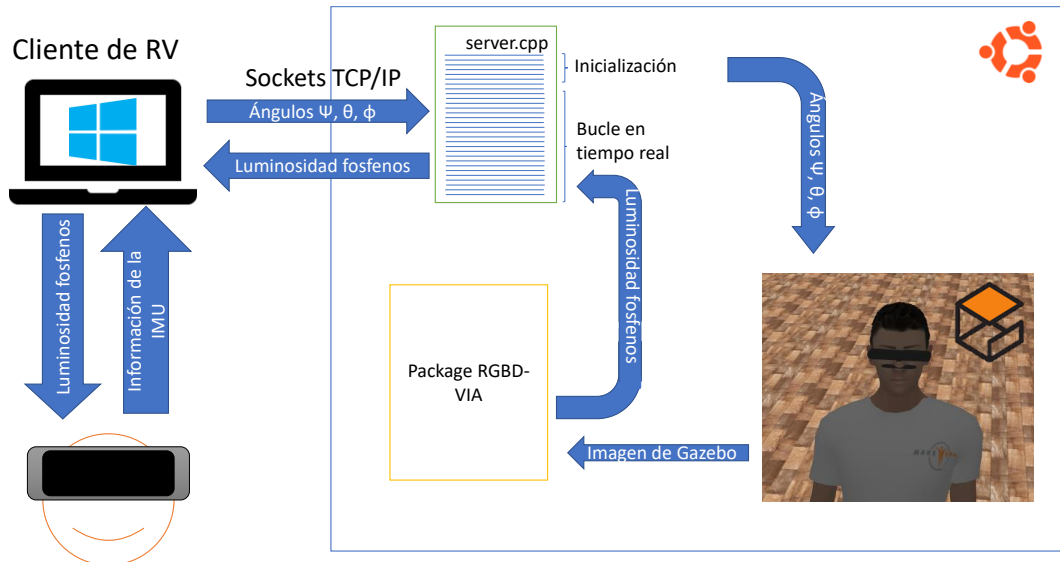 Cliente de RV
Sockets TCP/IP
Ángulos Ψ, θ, ϕ
Luminosidad fosfenos
server.cpp
Inicialización
Bucle en
tiempo real
Ángulos Ψ, θ, ϕ
Luminosidad fosfenos
Luminosidad fosfenos
Información de la
IMU
Package RGBD-
VIA
Imagen de Gazebo